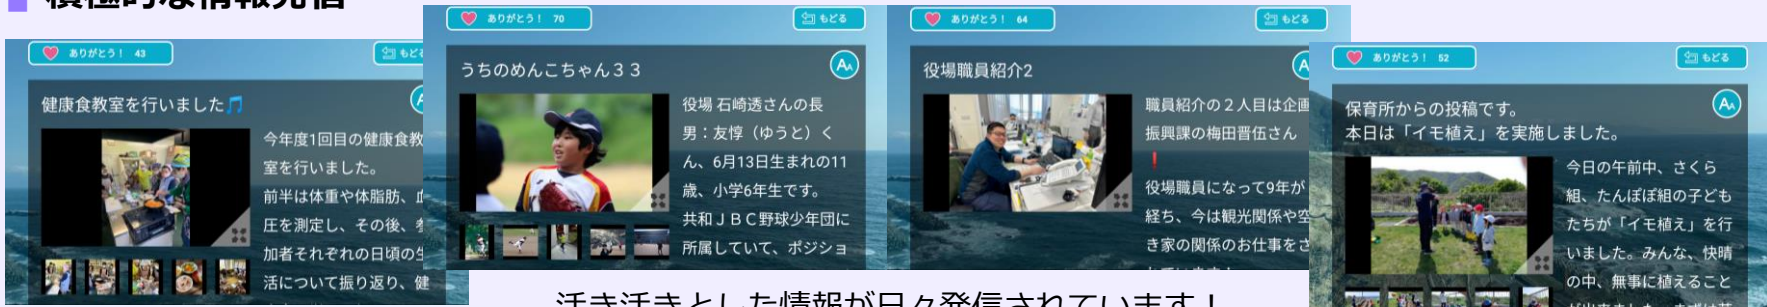 積極的な情報発信
ありがとう！ 43
もどる
健康食教室を行いました🎵
今年度1回目の健康食教
室を行いました。
前半は体重や体脂肪、血
圧を測定し、その後、参
加者それぞれの日頃の生
活について振り返り、健
ありがとう！ 70
もどる
うちのめんこちゃん３３
AA
役場 石崎透さんの長
男：友惇（ゆうと）く
ん、6月13日生まれの11
歳、小学6年生です。
共和ＪＢＣ野球少年団に
所属していて、ポジショ
ありがとう！ 64
もどる
役場職員紹介2
職員紹介の２人目は企画
振興課の梅田晋伍さん
❗
役場職員になって9年が
経ち、今は観光関係や空
き家の関係のお仕事をさ
れています
ありがとう！ 52
もどる
保育所からの投稿です。
本日は「イモ植え」を実施しました。
AA
今日の午前中、さくら
組、たんぽぽ組の子ども
たちが「イモ植え」を行
いました。みんな、快晴
の中、無事に植えること
活き活きとした情報が日々発信されています！